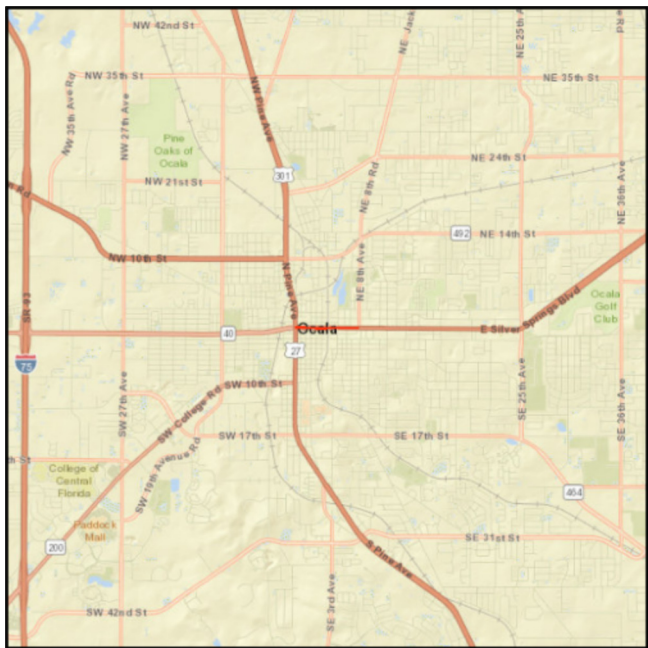 NW 42nd St
NE Jack
NE 25th A
Rd
NW 35th St
NE 35th St
NW 35th Ave Rd
NW 27th Ave
NW Pine Ave
Pine
Oaks of
Ocala
NE 24th St
301
NW 21st St
NE 8th Rd
NE 36th Ave
n Rd
492
NE 14th St
NW 10th St
N Pine Ave
NE 8th Ave
SR 93
Ocala
Golf
Club
40
Ocala
E Silver Springs Blvd
27
75
SW 27th Ave
SW 10th St
SE 25th Ave
SE 36th Ave
SW College Rd
SW 17th St
SE 17th St
SW 19th Avenue Rd
th St
College of
Central
Florida
464
Paddock
Mall
200
SE 31st St
S Pine Ave
SE 3rd Ave
SW 42nd St